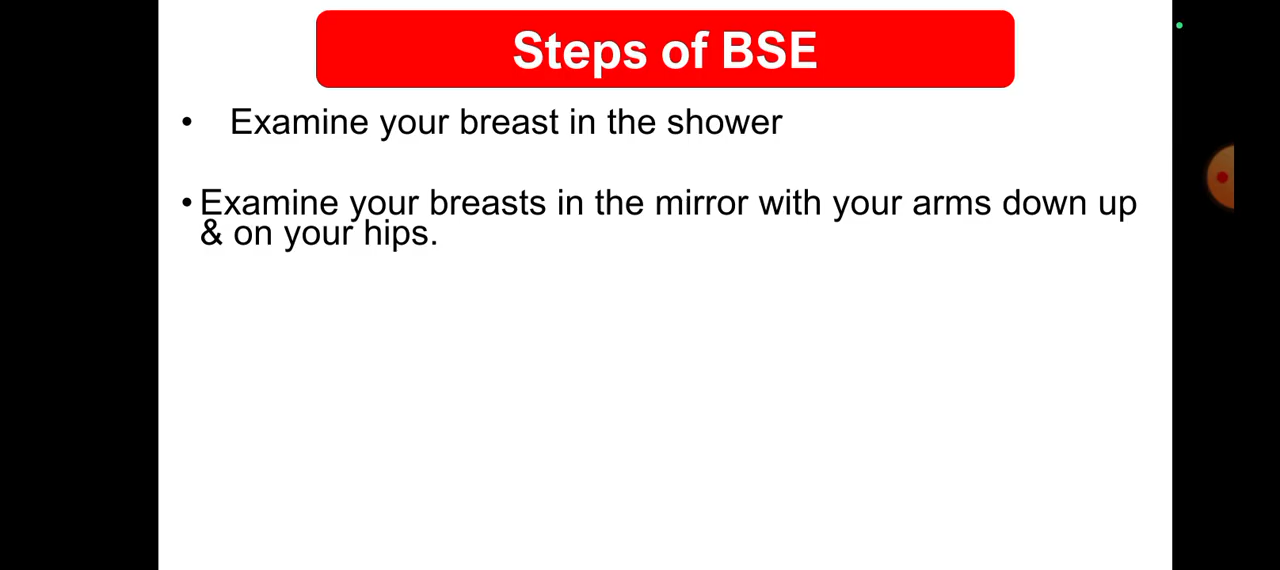 Steps of BSE
• Examine your breast in the shower
• Examine your breasts in the mirror with your arms down up
& on your hips.